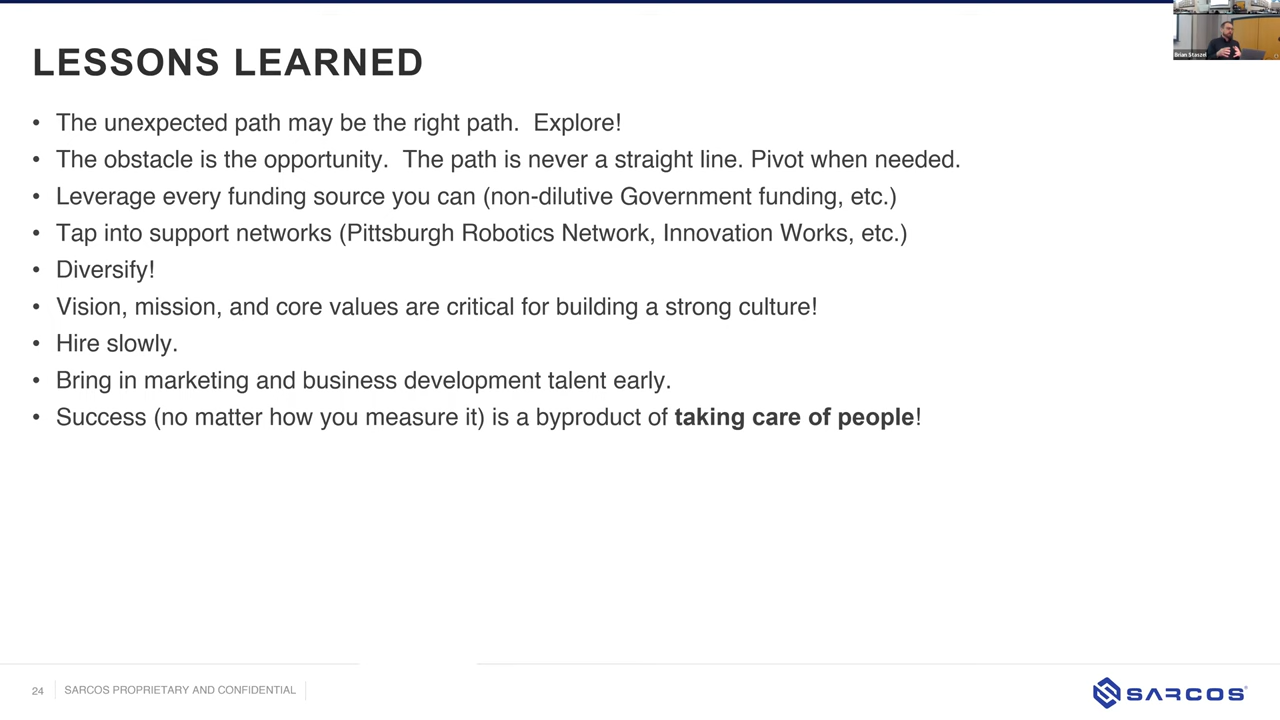 Brian Staszel
LESSONS LEARNED
• The unexpected path may be the right path.  Explore!
• The obstacle is the opportunity.  The path is never a straight line. Pivot when needed.
• Leverage every funding source you can (non-dilutive Government funding, etc.)
• Tap into support networks (Pittsburgh Robotics Network, Innovation Works, etc.)
• Diversify!
• Vision, mission, and core values are critical for building a strong culture!
• Hire slowly.
• Bring in marketing and business development talent early.
• Success (no matter how you measure it) is a byproduct of taking care of people!
24
SARCOS PROPRIETARY AND CONFIDENTIAL
SARCOS